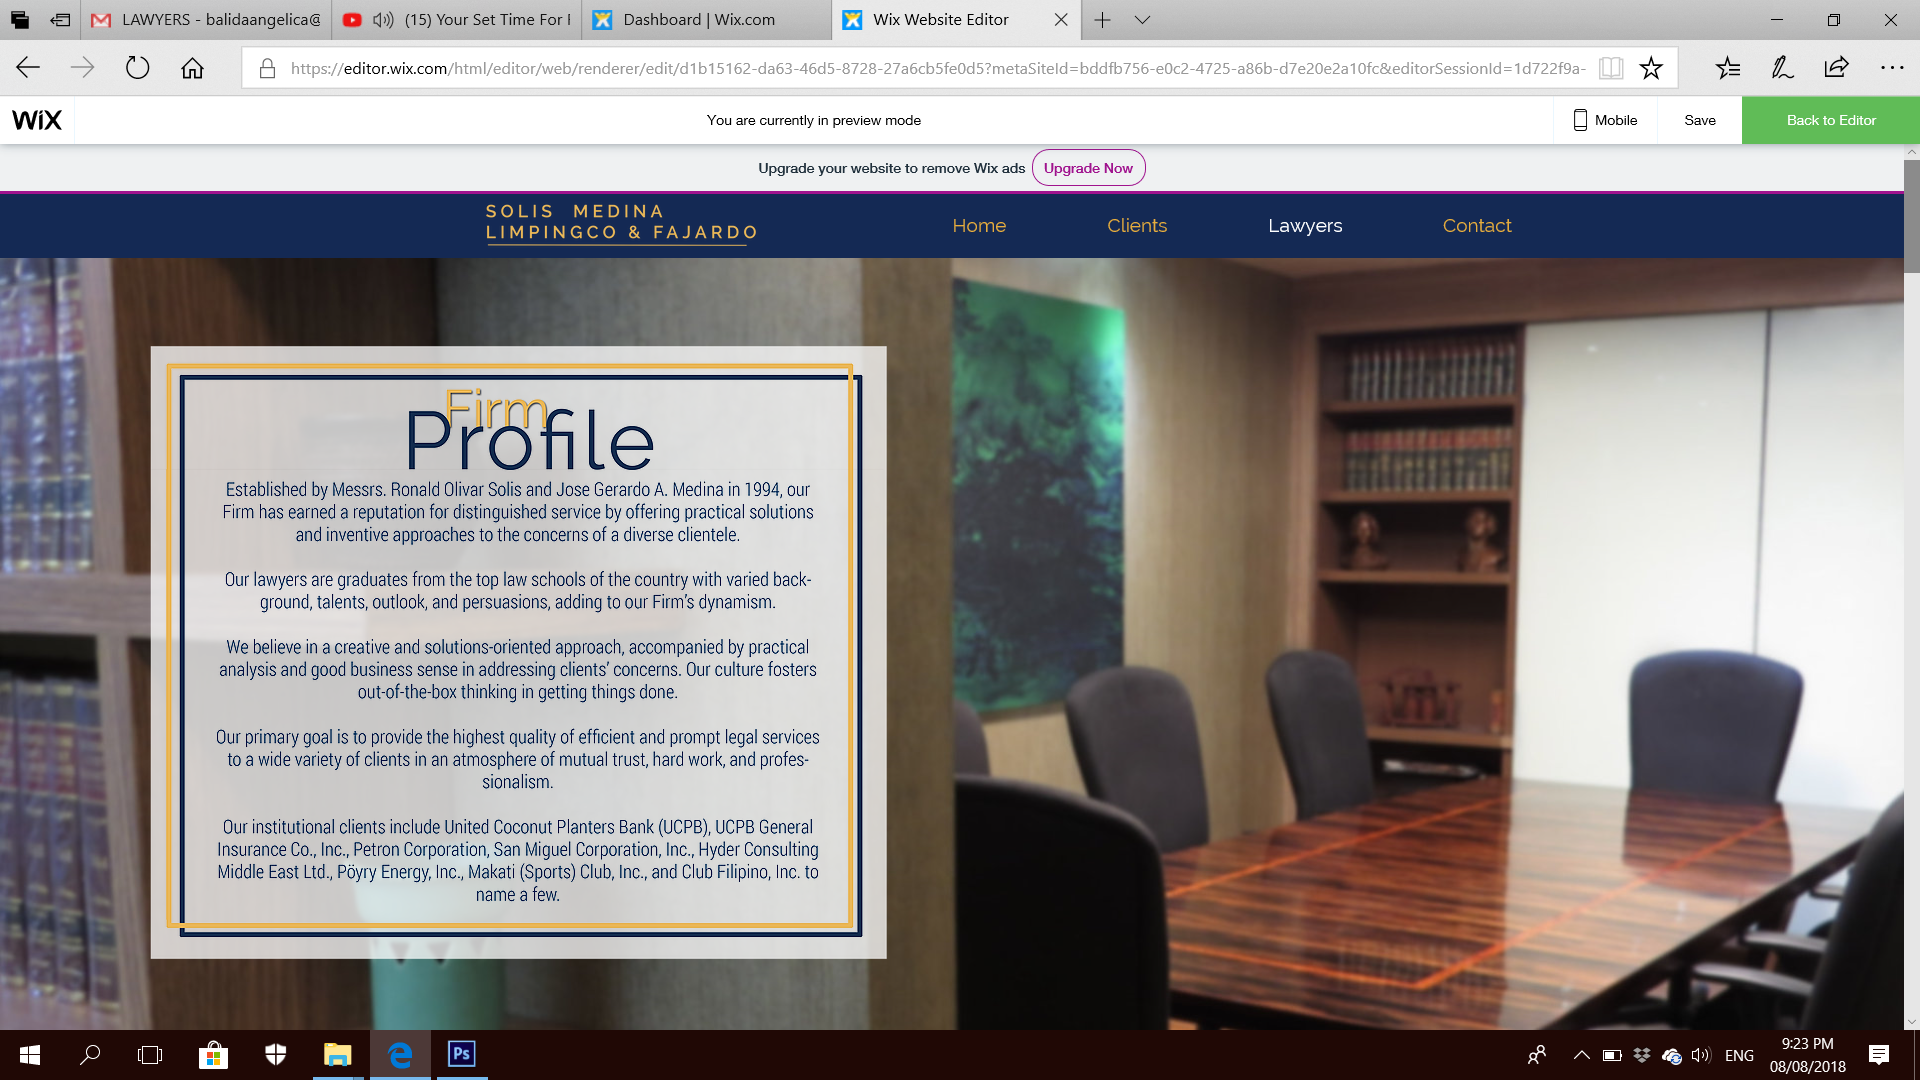 LAWYERS - balidaangelica@
(15) Your Set Time For
Dashboard | Wix.com
Wix Website Editor
https://editor.wix.com/html/editor/web/renderer/edit/d1b15162-da63-46d5-8728-27a6cb5fe0d5?metaSiteId=bddfb756-e0c2-4725-a86b-d7e20e2a10fc&editorSessionId=1d722f9a-
WiX
You are currently in preview mode
Mobile
Save
Back to Editor
Upgrade your website to remove Wix ads
Upgrade Now
SOLIS MEDINA
LIMPINGCO & FAJARDO
Home
Clients
Lawyers
Contact
Firm
Profile
Established by Messrs. Ronald Olivar Solis and Jose Gerardo A. Medina in 1994, our
Firm has earned a reputation for distinguished service by offering practical solutions
and inventive approaches to the concerns of a diverse clientele.
Our lawyers are graduates from the top law schools of the country with varied back-
ground, talents, outlook, and persuasions, adding to our Firm's dynamism.
We believe in a creative and solutions-oriented approach, accompanied by practical
analysis and good business sense in addressing clients' concerns. Our culture fosters
out-of-the-box thinking in getting things done.
Our primary goal is to provide the highest quality of efficient and prompt legal services
to a wide variety of clients in an atmosphere of mutual trust, hard work, and profes-
sionalism.
Our institutional clients include United Coconut Planters Bank (UCPB), UCPB General
Insurance Co., Inc., Petron Corporation, San Miguel Corporation, Inc., Hyder Consulting
Middle East Ltd., Pöyry Energy, Inc., Makati (Sports) Club, Inc., and Club Filipino, Inc. to
name a few.
Ps
ENG
9:23 PM
08/08/2018